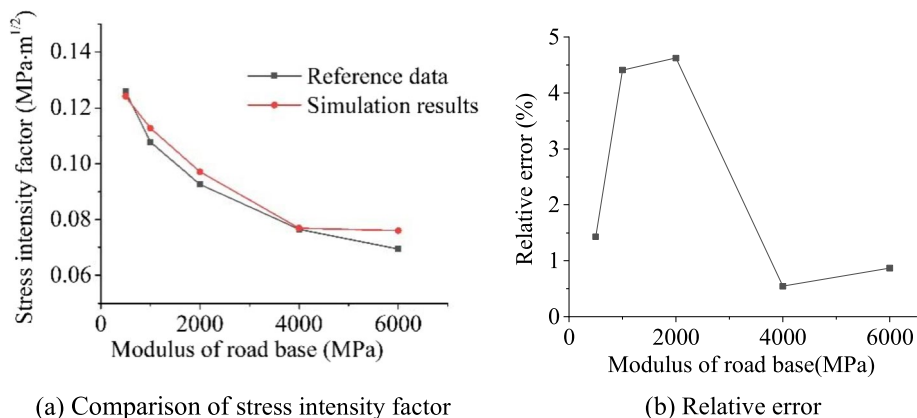 0.14
0.12
0.10
0.08
0.06
Stress intensity factor (MPa·m1/2)
Reference data
Simulation results
0 2000 4000 6000
Modulus of road base (MPa)
(a) Comparison of stress intensity factor
5
4
3
2
1
0
Relative error (%)
0 2000 4000 6000
Modulus of road base(MPa)
(b) Relative error